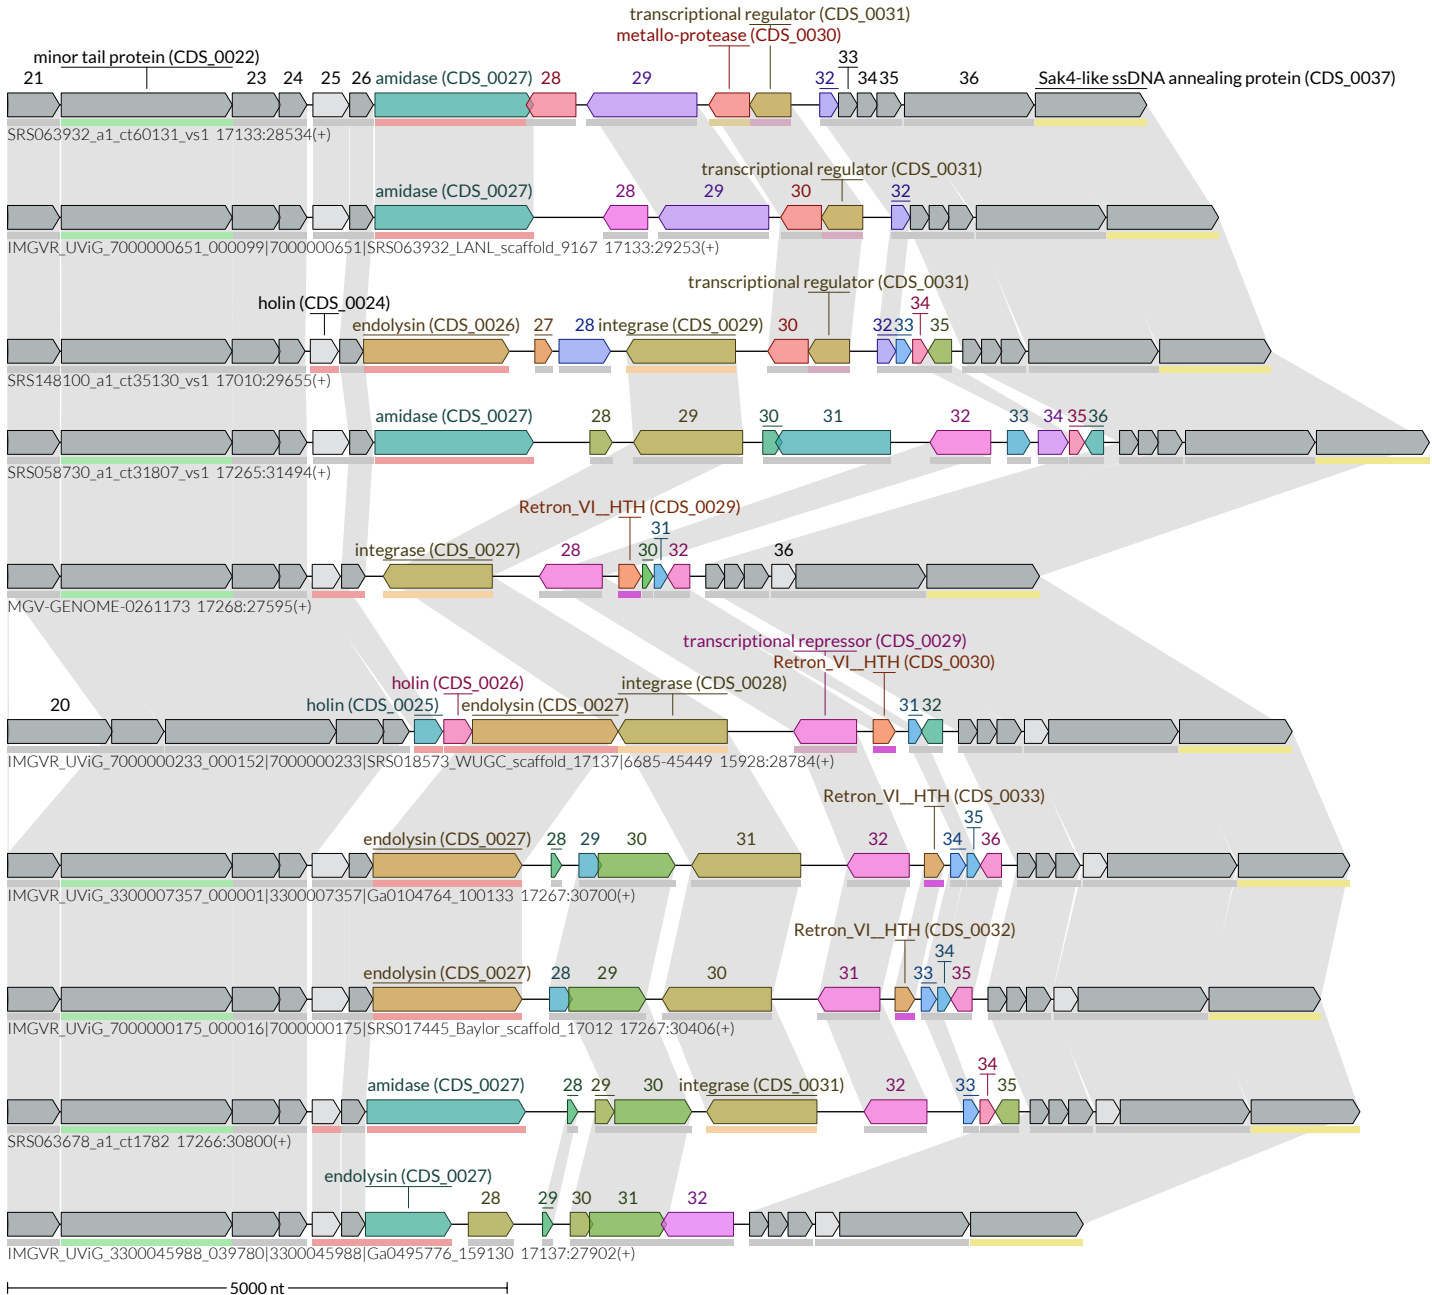 transcriptional regulator (CDS_0031)
metallo-protease (CDS_0030)
minor tail protein (CDS_0022) 33
21 23 24 25 26 amidase (CDS_0027) 28 29 32 34 35 36 Sak4-like ssDNA annealing protein (CDS_0037)
SRS063932_a1_ct60131_vs1 17133:28534(+)
transcriptional regulator (CDS_0031)
amidase (CDS_0027) 28 29 30 32
IMGVR_UViG_7000000651_000099|7000000651|SRS063932_LANL_scaffold_9167 17133:29253(+)
transcriptional regulator (CDS_0031)
holin (CDS_0024) 34
endolysin (CDS_0026) 27 28 integrase (CDS_0029) 30 32 33 35
SRS148100_a1_ct35130_vs1 17010:29655(+)
amidase (CDS_0027) 28 29 30 31 32 33 34 35 36
SRS058730_a1_ct31807_vs1 17265:31494(+)
Retron_VI__HTH (CDS_0029)
31
integrase (CDS_0027) 28 30 32 36
MGV-GENOME-0261173 17268:27595(+)
transcriptional repressor (CDS_0029)
Retron_VI__HTH (CDS_0030)
holin (CDS_0026) integrase (CDS_0028)
20 holin (CDS_0025) endolysin (CDS_0027) 31 32
IMGVR_UViG_7000000233_000152|7000000233|SRS018573_WUGC_scaffold_17137|6685-45449 15928:28784(+)
Retron_VI__HTH (CDS_0033)
35
endolysin (CDS_0027) 28 29 30 31 32 34 36
IMGVR_UViG_3300007357_000001|3300007357|Ga0104764_100133 17267:30700(+)
Retron_VI__HTH (CDS_0032)
34
endolysin (CDS_0027) 28 29 30 31 33 35
IMGVR_UViG_7000000175_000016|7000000175|SRS017445_Baylor_scaffold_17012 17267:30406(+)
34
amidase (CDS_0027) 28 29 30 integrase (CDS_0031) 32 33 35
SRS063678_a1_ct1782 17266:30800(+)
endolysin (CDS_0027)
28 29 30 31 32
IMGVR_UViG_3300045988_039780|3300045988|Ga0495776_159130 17137:27902(+)
5000 nt